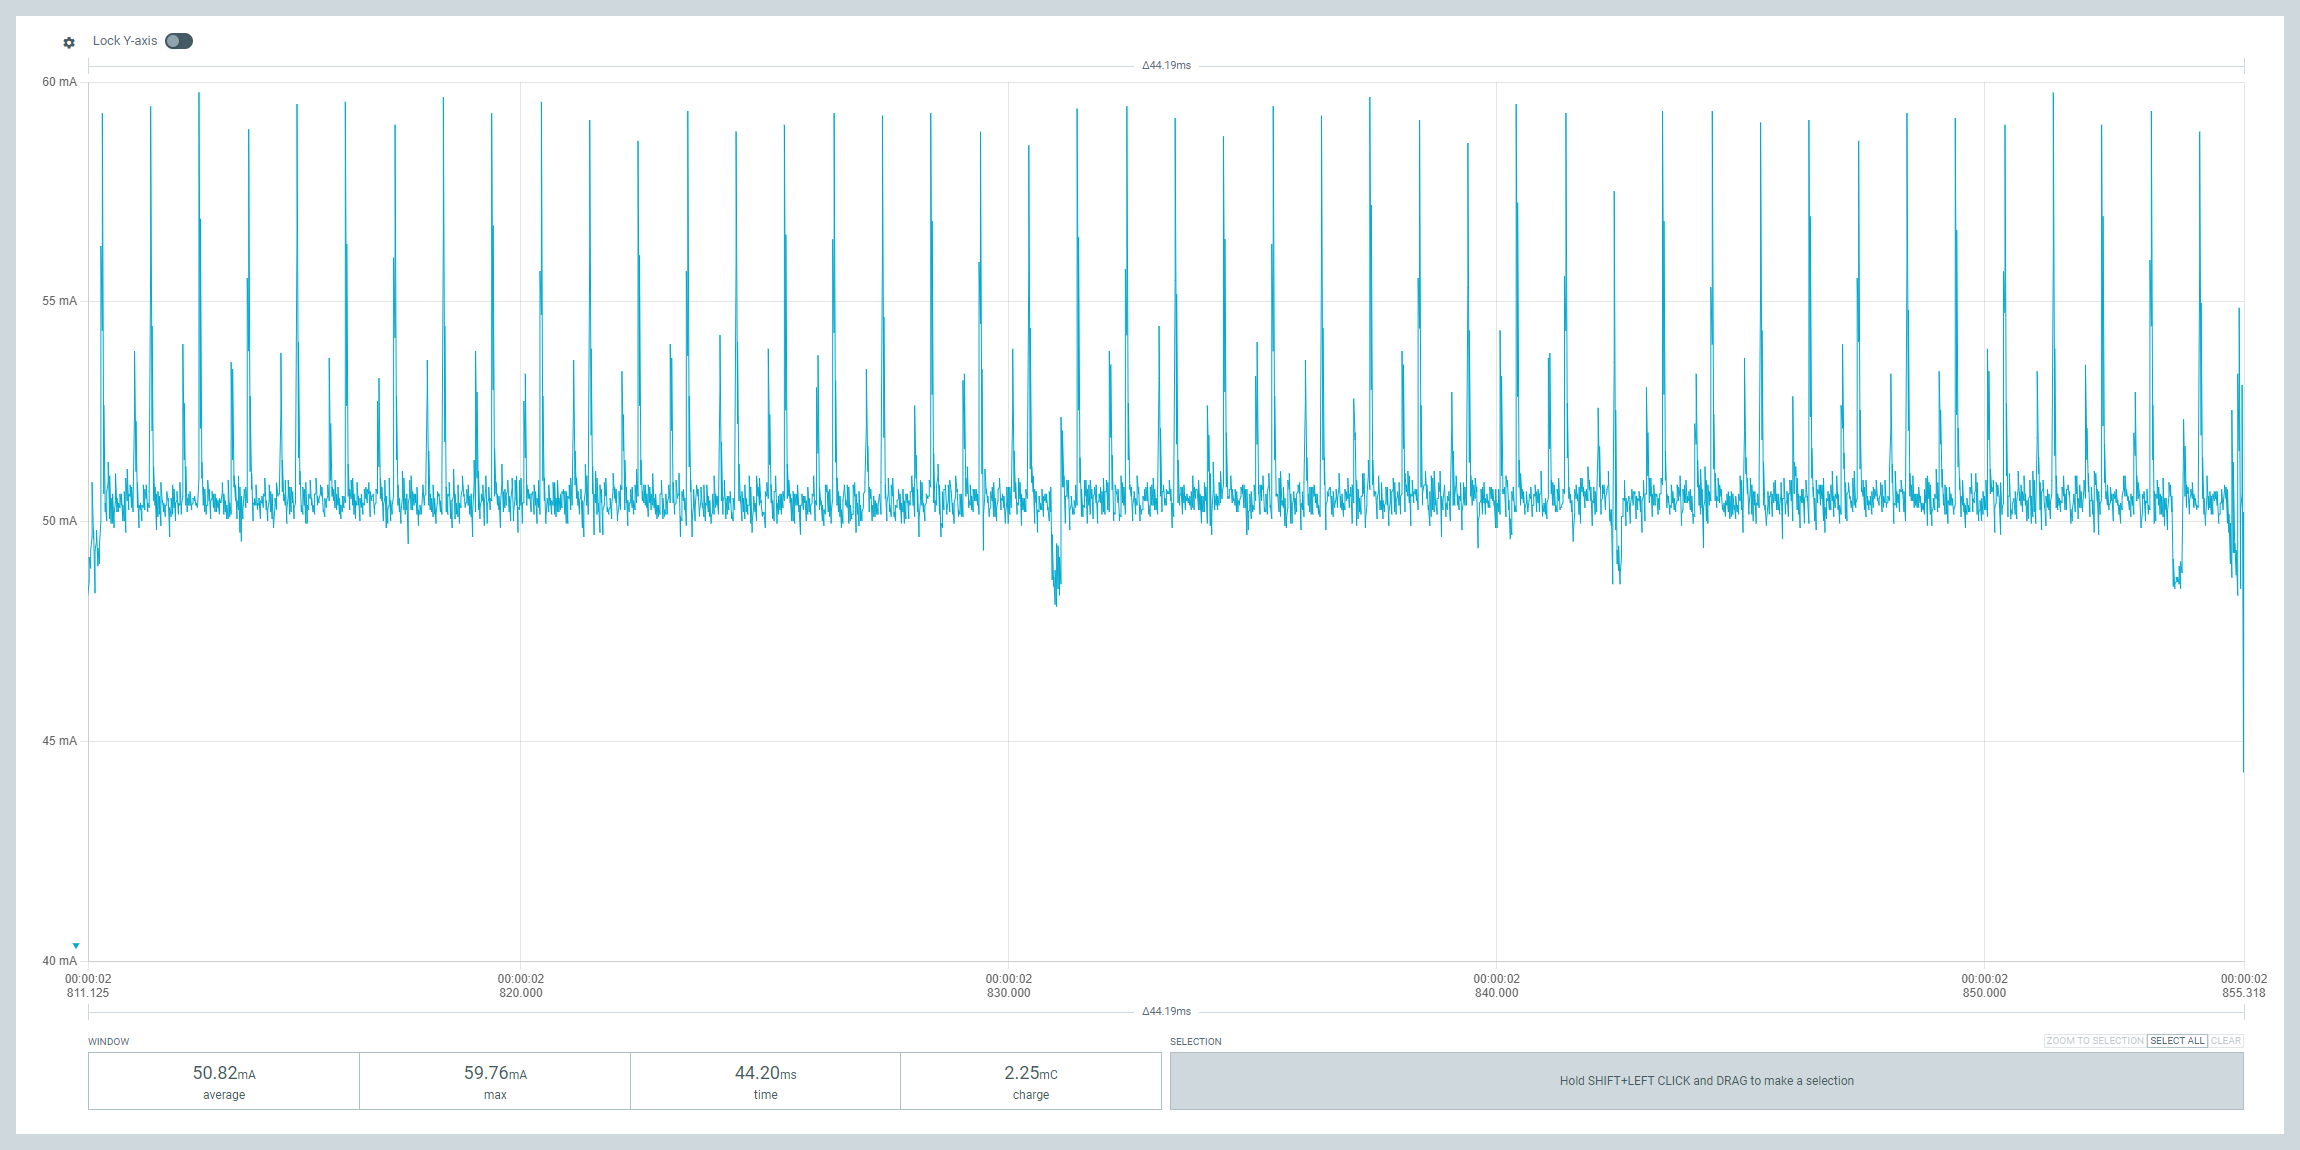 Lock Y-axis
Δ44.19ms
60 mA
55 mA
50 mA
45 mA
40 mA
00:00:02 00:00:02 00:00:02 00:00:02 00:00:02 00:00:02
811.125 820.000 830.000 840.000 850.000 855.318
Δ44.19ms
WINDOW
50.82mA 59.76mA 44.20ms 2.25mC
average max time charge
SELECTION
ZOOM TO SELECTION SELECT ALL CLEAR
Hold SHIFT+LEFT CLICK and DRAG to make a selection